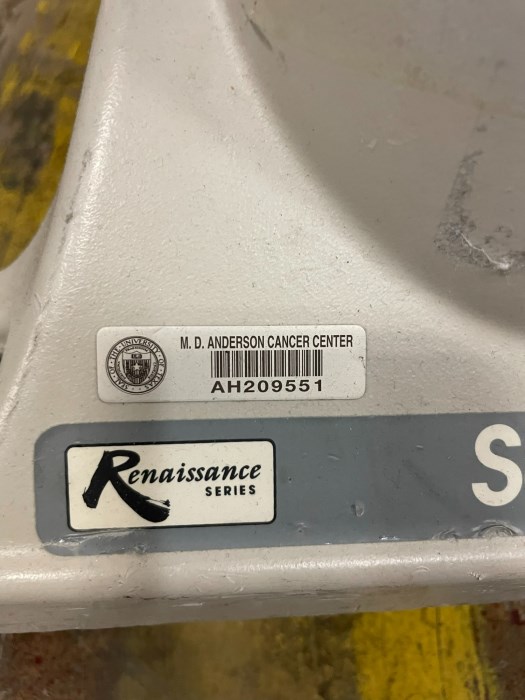 M. D. ANDERSON CANCER CENTER
AH209551
Renaissance
SERIES
S